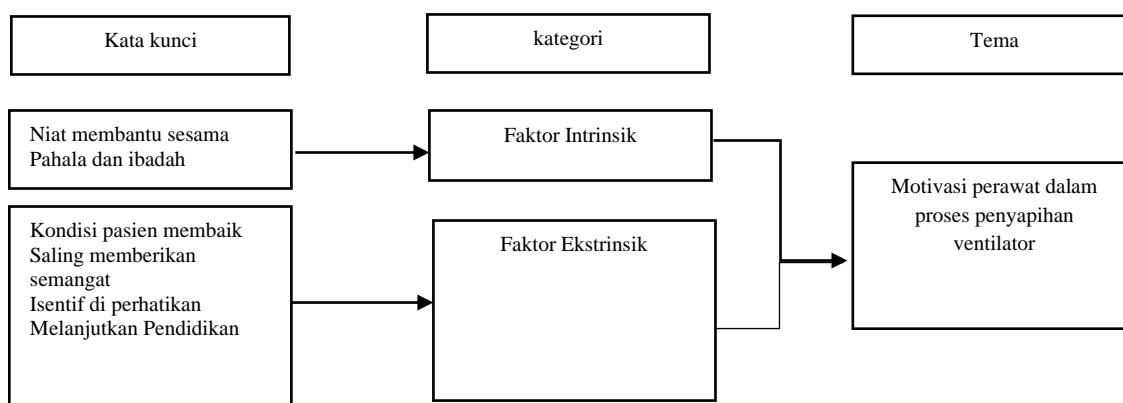 Kata kunci
kategori
Tema
Niat membantu sesama
Pahala dan ibadah
Faktor Intrinsik
Kondisi pasien membaik
Saling memberikan
semangat
Isentif di perhatikan
Melanjutkan Pendidikan
Faktor Ekstrinsik
Motivasi perawat dalam
proses penyapihan
ventilator